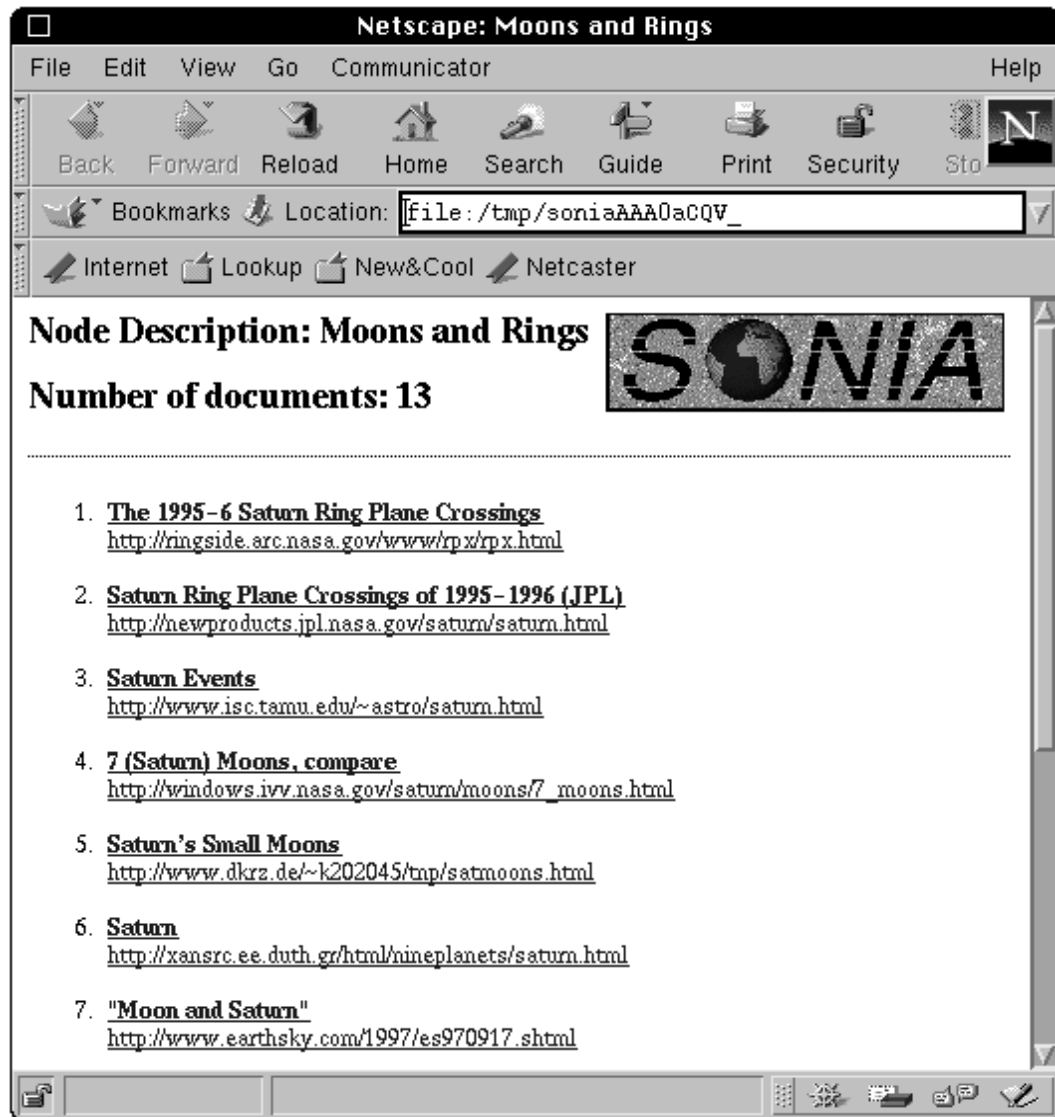 Netscape: Moons and Rings
File Edit View Go Communicator Help
Back Forward Reload Home Search Guide Print Security Sto N
Bookmarks Location: file:/tmp/soniaAAA0aCQV_
Internet Lookup New&Cool Netcaster
Node Description: Moons and Rings
SONIA
Number of documents: 13
1. The 1995-6 Saturn Ring Plane Crossings
http://ringside.arc.nasa.gov/www/rpx/rpx.html
2. Saturn Ring Plane Crossings of 1995-1996 (JPL)
http://newproducts.jpl.nasa.gov/saturn/saturn.html
3. Saturn Events
http://www.isc.tamu.edu/~astro/saturn.html
4. 7 (Saturn) Moons, compare
http://windows.ivv.nasa.gov/saturn/moons/7_moons.html
5. Saturn's Small Moons
http://www.dkrz.de/~k202045/tnp/satmoons.html
6. Saturn
http://xansrc.ee.duth.gr/html/nineplanets/saturn.html
7. "Moon and Saturn"
http://www.earthsky.com/1997/es970917.shtml